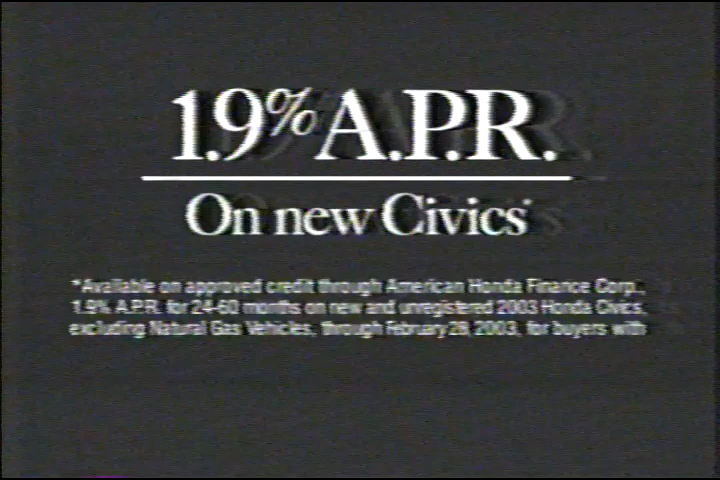 1.9% A.P.R.
On new Civics*
*Available on approved credit through American Honda Finance Corp.,
1.9% A.P.R. for 24-60 months on new and unregistered 2003 Honda Civics,
excluding Natural Gas Vehicles, through February 28, 2003, for buyers with